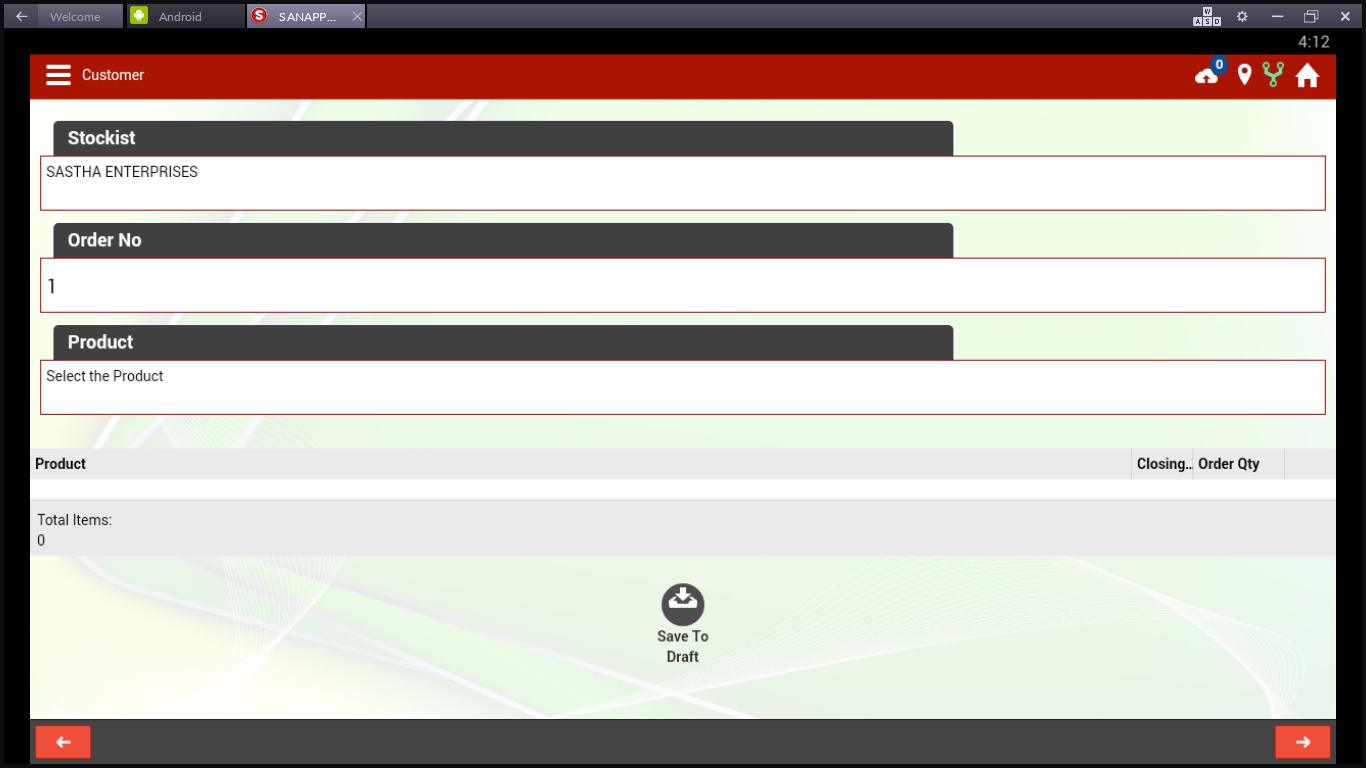 Welcome
Android
S SANAPP...
W
A S D
4:12
Customer
0
Stockist
SASTHA ENTERPRISES
Order No
1
Product
Select the Product
Product Closing.. Order Qty
Total Items:
0
Save To
Draft